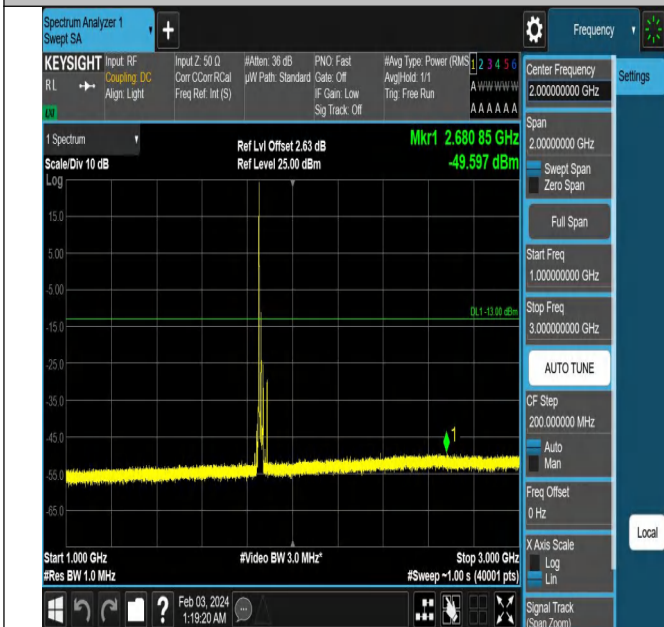 Spectrum Analyzer 1
Swept SA
+
Frequency
KEYSIGHT
Input: RF
Coupling: DC
Align: Light
Input Z: 50 Ω
Corr CCorr RCal
Freq Ref: Int (S)
#Atten: 36 dB
µW Path: Standard
PNO: Fast
Gate: Off
IF Gain: Low
Sig Track: Off
#Avg Type: Power (RMS
Avg|Hold: 1/1
Trig: Free Run
1 2 3 4 5 6
A W W W W W
A A A A A A
RL
LXI
1 Spectrum
Scale/Div 10 dB
Log
Ref Lvl Offset 2.63 dB
Ref Level 25.00 dBm
Mkr1 2.680 85 GHz
-49.597 dBm
15.0
5.00
-5.00
-15.0
-25.0
-35.0
-45.0
-55.0
-65.0
DL1 -13.00 dBm
1
Start 1.000 GHz
#Res BW 1.0 MHz
#Video BW 3.0 MHz*
Stop 3.000 GHz
#Sweep ~1.00 s (40001 pts)
Feb 03, 2024
1:19:20 AM
Center Frequency
2.000000000 GHz
Settings
Span
2.00000000 GHz
Swept Span
Zero Span
Full Span
Start Freq
1.000000000 GHz
Stop Freq
3.000000000 GHz
AUTO TUNE
CF Step
200.000000 MHz
Auto
Man
Freq Offset
0 Hz
X Axis Scale
Log
Lin
Local
Signal Track
(Span Zoom)